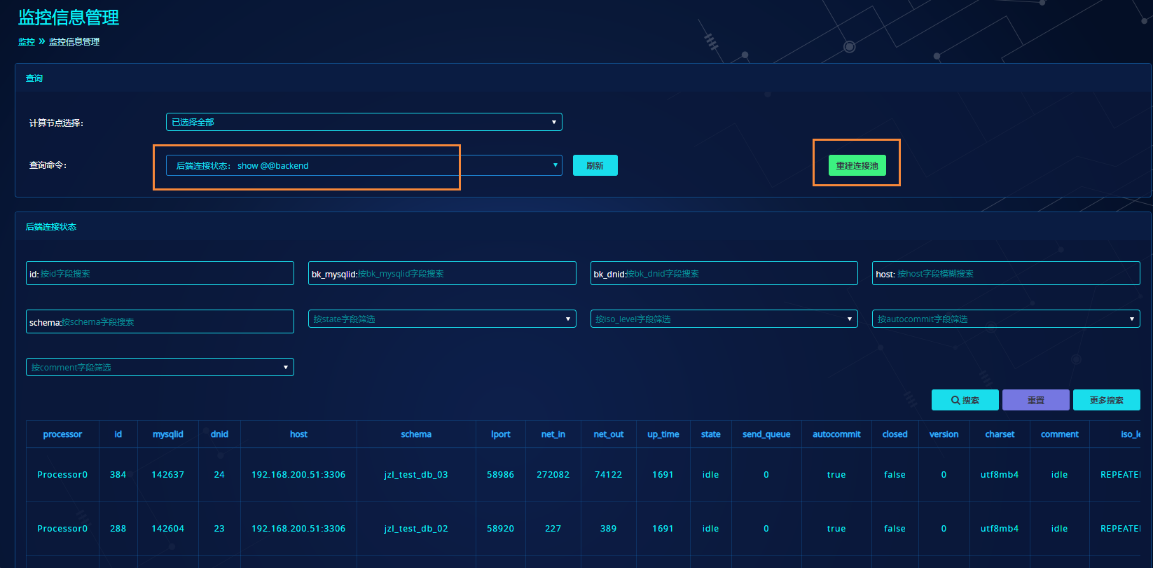 监控信息管理
监控 » 监控信息管理
查询
计算节点选择: 已选择全部
查询命令: 后端连接状态: show @@backend 刷新 重建连接池
后端连接状态
id: 按id字段搜索 bk_mysqlid:按bk_mysqlid字段搜索 bk_dnid:按bk_dnid字段搜索 host: 按host字段模糊搜索
schema:按schema字段搜索 按state字段筛选 按iso_level字段筛选 按autocommit字段筛选
按comment字段筛选
搜索 重置 更多搜索
processor id mysqlid dnid host schema lport net_in net_out up_time state send_queue autocommit closed version charset comment iso_le
Processor0 384 142637 24 192.168.200.51:3306 jzl_test_db_03 58986 272082 74122 1691 idle 0 true false 0 utf8mb4 idle REPEATE
Processor0 288 142604 23 192.168.200.51:3306 jzl_test_db_02 58920 227 389 1691 idle 0 true false 0 utf8mb4 idle REPEATE